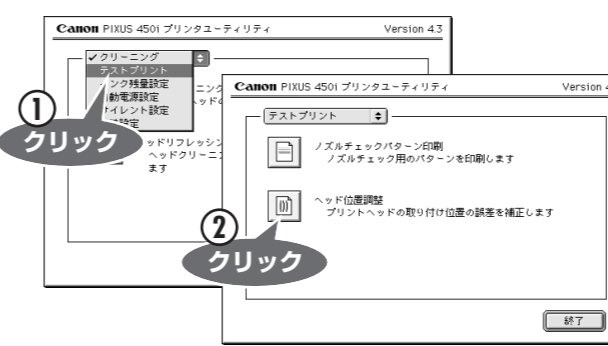 Canon PIXUS 450i プリンタユーティリティ Version 4.3
✓クリーニング
テストプリント
インク残量設定
自動電源設定
サイレント設定
設定
ニング
ッドの
ッドリフレッシン
ヘッドクリーニ
ます
① クリック
Canon PIXUS 450i プリンタユーティリティ Version 4
テストプリント
ノズルチェックパターン印刷
ノズルチェック用のパターンを印刷します
ヘッド位置調整
プリントヘッドの取り付け位置の誤差を補正します
② クリック
終了